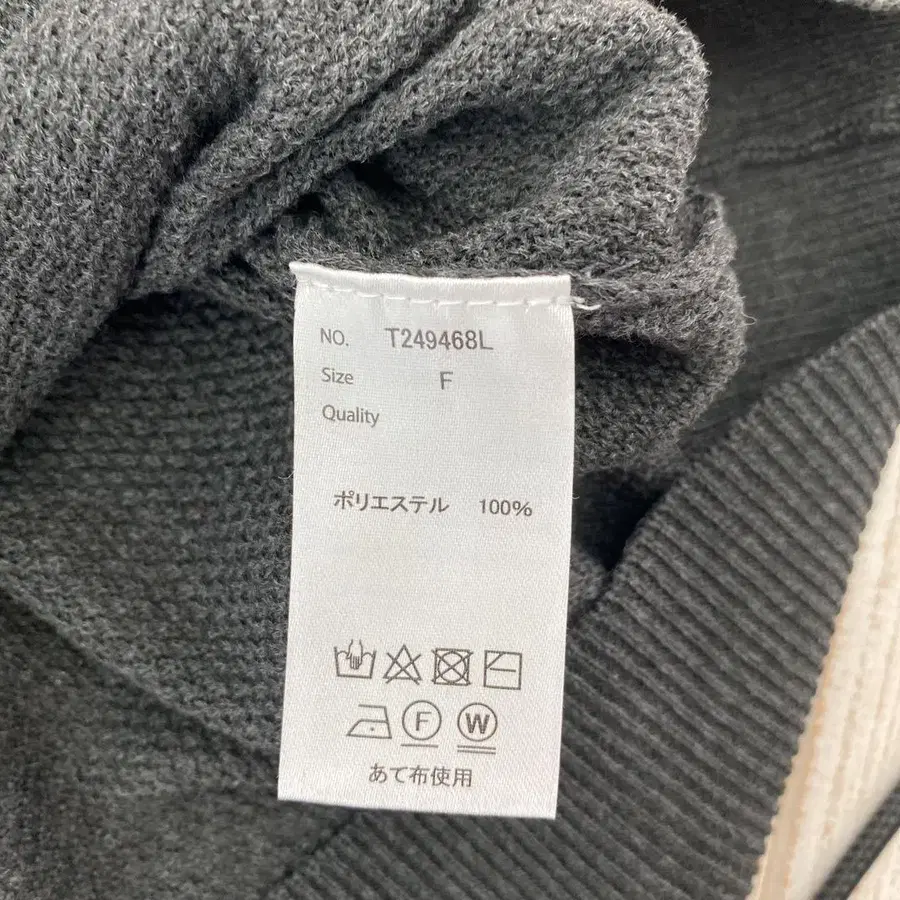 NO. T249468L
Size F
Quality
ポリエステル 100%
F W
あて布使用